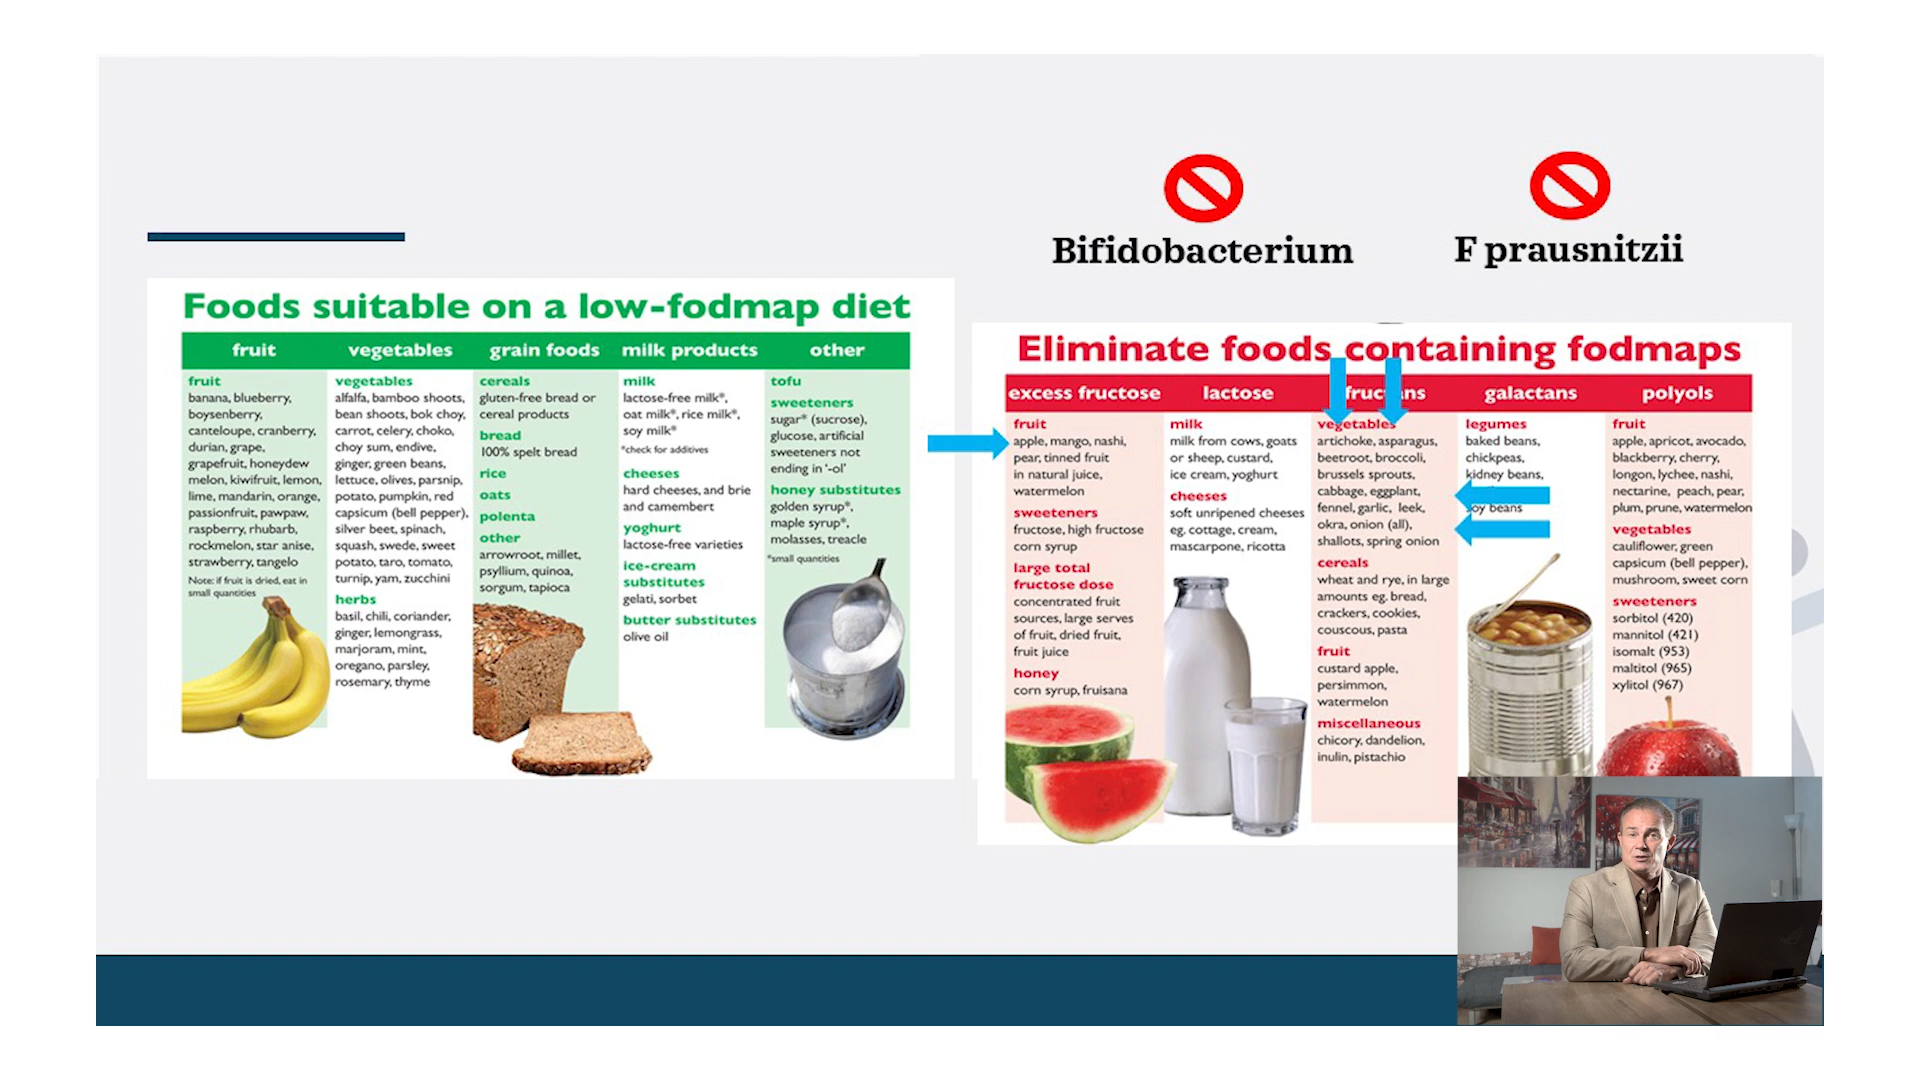 Bifidobacterium
F prausnitzii
Foods suitable on a low-fodmap diet
fruit
vegetables
grain foods
milk products
other
fruit
banana, blueberry,
boysenberry,
canteloupe, cranberry,
durian, grape,
grapefruit, honeydew
melon, kiwifruit, lemon,
lime, mandarin, orange,
passionfruit, pawpaw,
raspberry, rhubarb,
rockmelon, star anise,
strawberry, tangelo
Note: if fruit is dried, eat in
small quantities
vegetables
alfalfa, bamboo shoots,
bean shoots, bok choy,
carrot, celery, choko,
choy sum, endive,
ginger, green beans,
lettuce, olives, parsnip,
potato, pumpkin, red
capsicum (bell pepper),
silver beet, spinach,
squash, swede, sweet
potato, taro, tomato,
turnip, yam, zucchini
herbs
basil, chili, coriander,
ginger, lemongrass,
marjoram, mint,
oregano, parsley,
rosemary, thyme
cereals
gluten-free bread or
cereal products
bread
100% spelt bread
rice
oats
polenta
other
arrowroot, millet,
psyllium, quinoa,
sorgum, tapioca
milk
lactose-free milk*,
oat milk*, rice milk*,
soy milk*
*check for additives
cheeses
hard cheeses, and brie
and camembert
yoghurt
lactose-free varieties
ice-cream
substitutes
gelati, sorbet
butter substitutes
olive oil
tofu
sweeteners
sugar* (sucrose),
glucose, artificial
sweeteners not
ending in '-ol'
honey substitutes
golden syrup*,
maple syrup*,
molasses, treacle
*small quantities
Eliminate foods containing fodmaps
excess fructose
lactose
galactans
polyols
fruit
apple, mango, nashi,
pear, tinned fruit
in natural juice,
watermelon
sweeteners
fructose, high fructose
corn syrup
large total
fructose dose
concentrated fruit
sources, large serves
of fruit, dried fruit,
fruit juice
honey
corn syrup, fruisana
milk
milk from cows, goats
or sheep, custard,
ice cream, yoghurt
cheeses
soft unripened cheeses
eg. cottage, cream,
mascarpone, ricotta
vegetables
artichoke, asparagus,
beetroot, broccoli,
brussels sprouts,
cabbage, eggplant,
fennel, garlic, leek,
okra, onion (all),
shallots, spring onion
cereals
wheat and rye, in large
amounts eg. bread,
crackers, cookies,
couscous, pasta
fruit
custard apple,
persimmon,
watermelon
miscellaneous
chicory, dandelion,
inulin, pistachio
legumes
baked beans,
chickpeas,
kidney beans,
soy beans
fruit
apple, apricot, avocado,
blackberry, cherry,
longon, lychee, nashi,
nectarine, peach, pear,
plum, prune, watermelon
vegetables
cauliflower, green
capsicum (bell pepper),
mushroom, sweet corn
sweeteners
sorbitol (420)
mannitol (421)
isomalt (953)
maltitol (965)
xylitol (967)